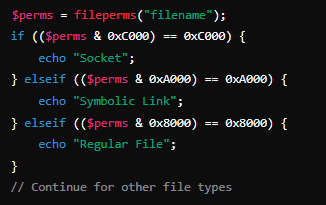 $perms = fileperms("filename");
if (($perms & 0xC000) == 0xC000) {
    echo "Socket";
} elseif (($perms & 0xA000) == 0xA000) {
    echo "Symbolic Link";
} elseif (($perms & 0x8000) == 0x8000) {
    echo "Regular File";
}
// Continue for other file types